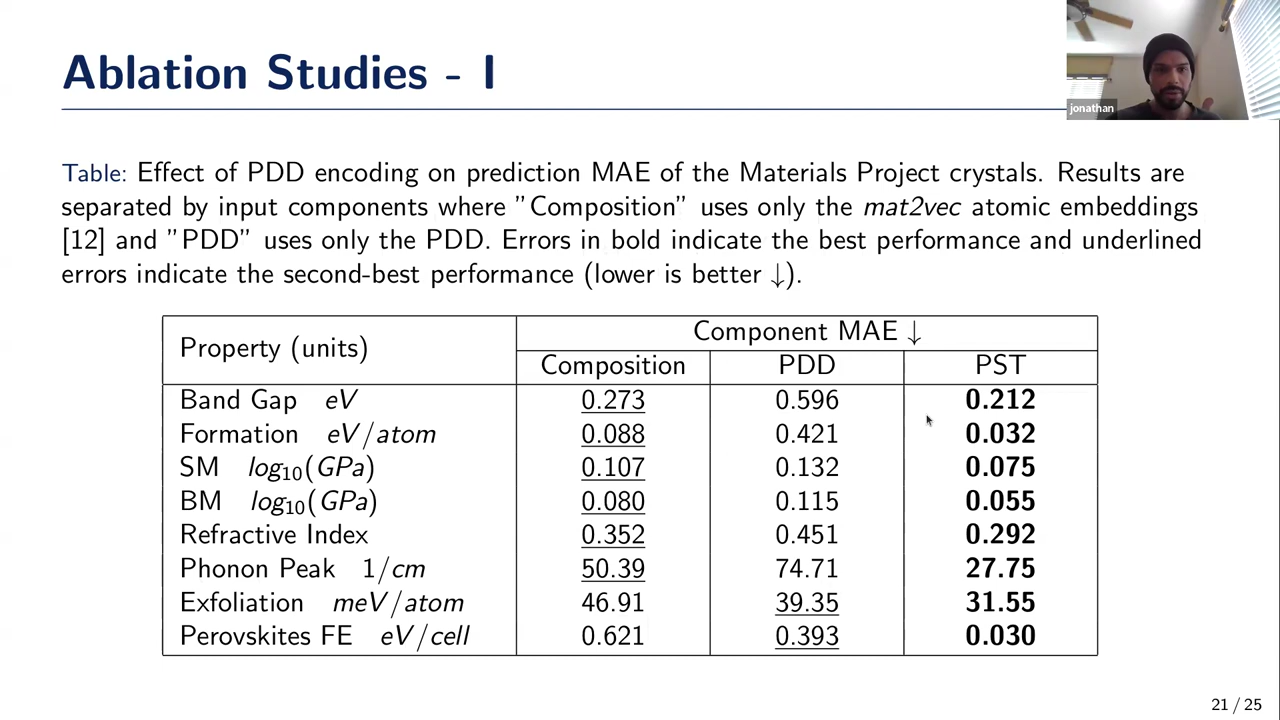 Ablation Studies - I
jonathan
Table: Effect of PDD encoding on prediction MAE of the Materials Project crystals. Results are
separated by input components where ”Composition” uses only the mat2vec atomic embeddings
[12] and ”PDD” uses only the PDD. Errors in bold indicate the best performance and underlined
errors indicate the second-best performance (lower is better ↓).
Property (units) Component MAE ↓
Composition PDD PST
Band Gap eV 0.273 0.596 0.212
Formation eV/atom 0.088 0.421 0.032
SM log₁₀(GPa) 0.107 0.132 0.075
BM log₁₀(GPa) 0.080 0.115 0.055
Refractive Index 0.352 0.451 0.292
Phonon Peak 1/cm 50.39 74.71 27.75
Exfoliation meV/atom 46.91 39.35 31.55
Perovskites FE eV/cell 0.621 0.393 0.030
21 / 25